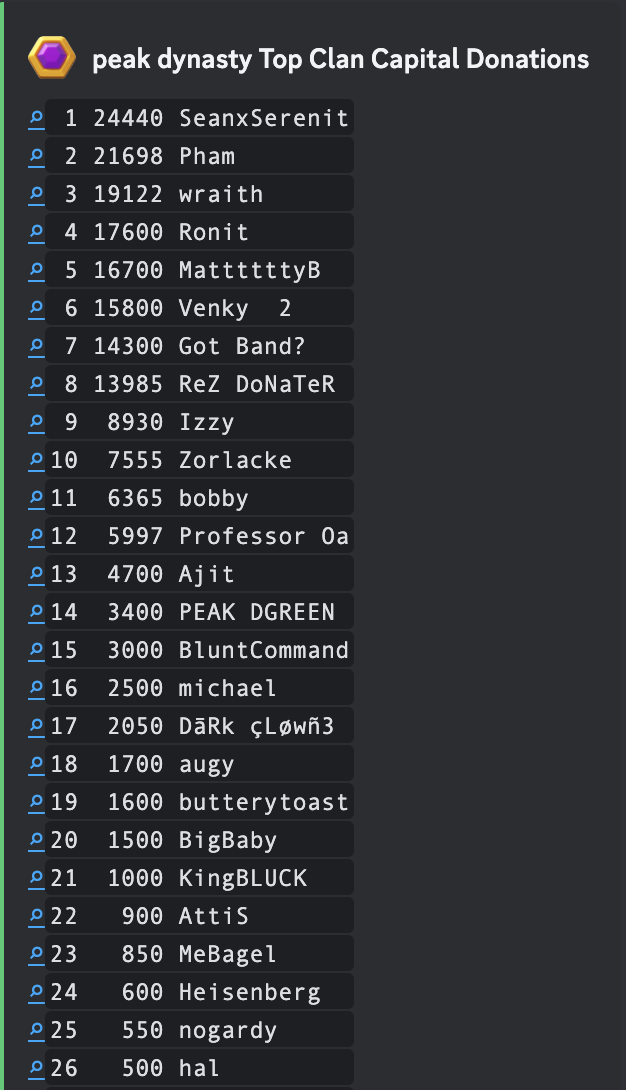 peak dynasty Top Clan Capital Donations
1 24440 SeanxSerenit
2 21698 Pham
3 19122 wraith
4 17600 Ronit
5 16700 MattttttyB
6 15800 Venky  2
7 14300 Got Band?
8 13985 ReZ DoNaTeR
9 8930 Izzy
10 7555 Zorlacke
11 6365 bobby
12 5997 Professor Oa
13 4700 Ajit
14 3400 PEAK DGREEN
15 3000 BluntCommand
16 2500 michael
17 2050 DāRk çLøwñ3
18 1700 augy
19 1600 butterytoast
20 1500 BigBaby
21 1000 KingBLUCK
22 900 AttiS
23 850 MeBagel
24 600 Heisenberg
25 550 nogardy
26 500 hal